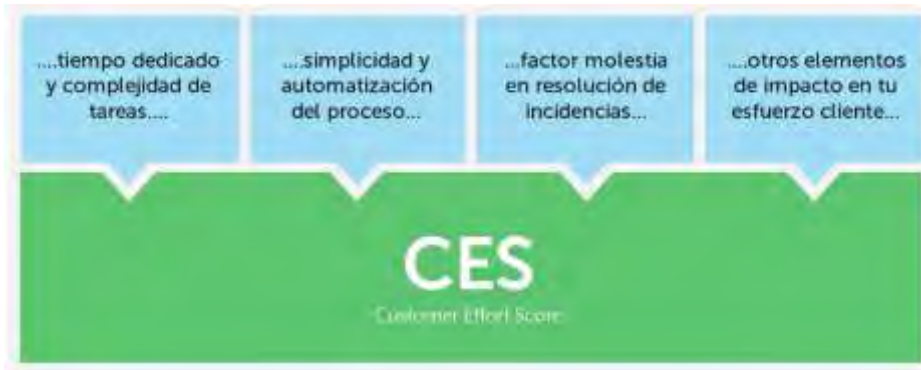 ....tiempo dedicado
y complejidad de
tareas....
....simplicidad y
automatización
del proceso...
...factor molestia
en resolución de
incidencias...
....otros elementos
de impacto en tu
esfuerzo cliente...
CES
Customer Effort Score